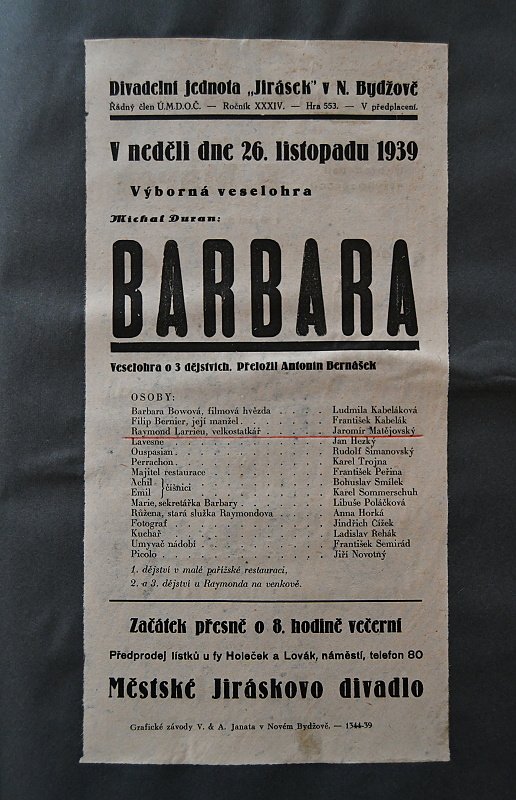 Divadelní jednota „Jirásek" v N. Bydžově
Řádný člen Ú.M.D.O.Č. — Ročník XXXIV. — Hra 553. — V předplacení.
V neděli dne 26. listopadu 1939
Výborná veselohra
Michal Duran:
BARBARA
Veselohra o 3 dějstvích. Přeložil Antonín Bernášek
OSOBY:
Barbara Bowová, filmová hvězda . . . . Ludmila Kabeláková
Filip Bernier, její manžel . . . . . František Kabelák
Raymond Larrieu, velkostatkář . . . . Jaromir Matějovský
Lavesne . . . . . . . . Jan Hezký
Ouspasian . . . . . . . . Rudolf Šimanovský
Perrachon . . . . . . . . Karel Trojna
Majitel restaurace . . . . . . František Peřina
Achil } číšníci . . . . . . Bohuslav Smílek
Emil } . . . . . . Karel Sommerschuh
Marie, sekretářka Barbary . . . . . Libuše Poláčková
Růžena, stará služka Raymondova . . . Anna Horká
Fotograf . . . . . . . . Jindřich Čížek
Kuchař . . . . . . . . Ladislav Řehák
Umyvač nádobí . . . . . . . František Semirád
Picolo . . . . . . . . Jiří Novotný
1. dějství v malé pařížské restauraci,
2. a 3. dějství u Raymonda na venkově.
Začátek přesně o 8. hodině večerní
Předprodej lístků u fy Holeček a Lovák, náměstí, telefon 80
Městské Jiráskovo divadlo
Grafické závody V. & A. Janata v Novém Bydžově. — 1344-39